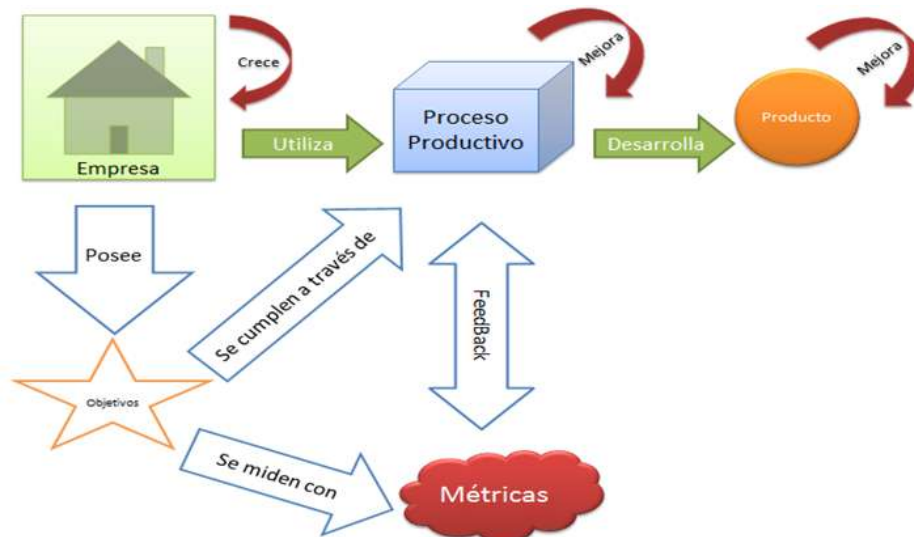 Crece
Mejora
Mejora
Proceso
Productivo
Producto
Utiliza
Desarrolla
Empresa
Posee
Se cumplen a través de
FeedBack
Objetivos
Se miden con
Métricas